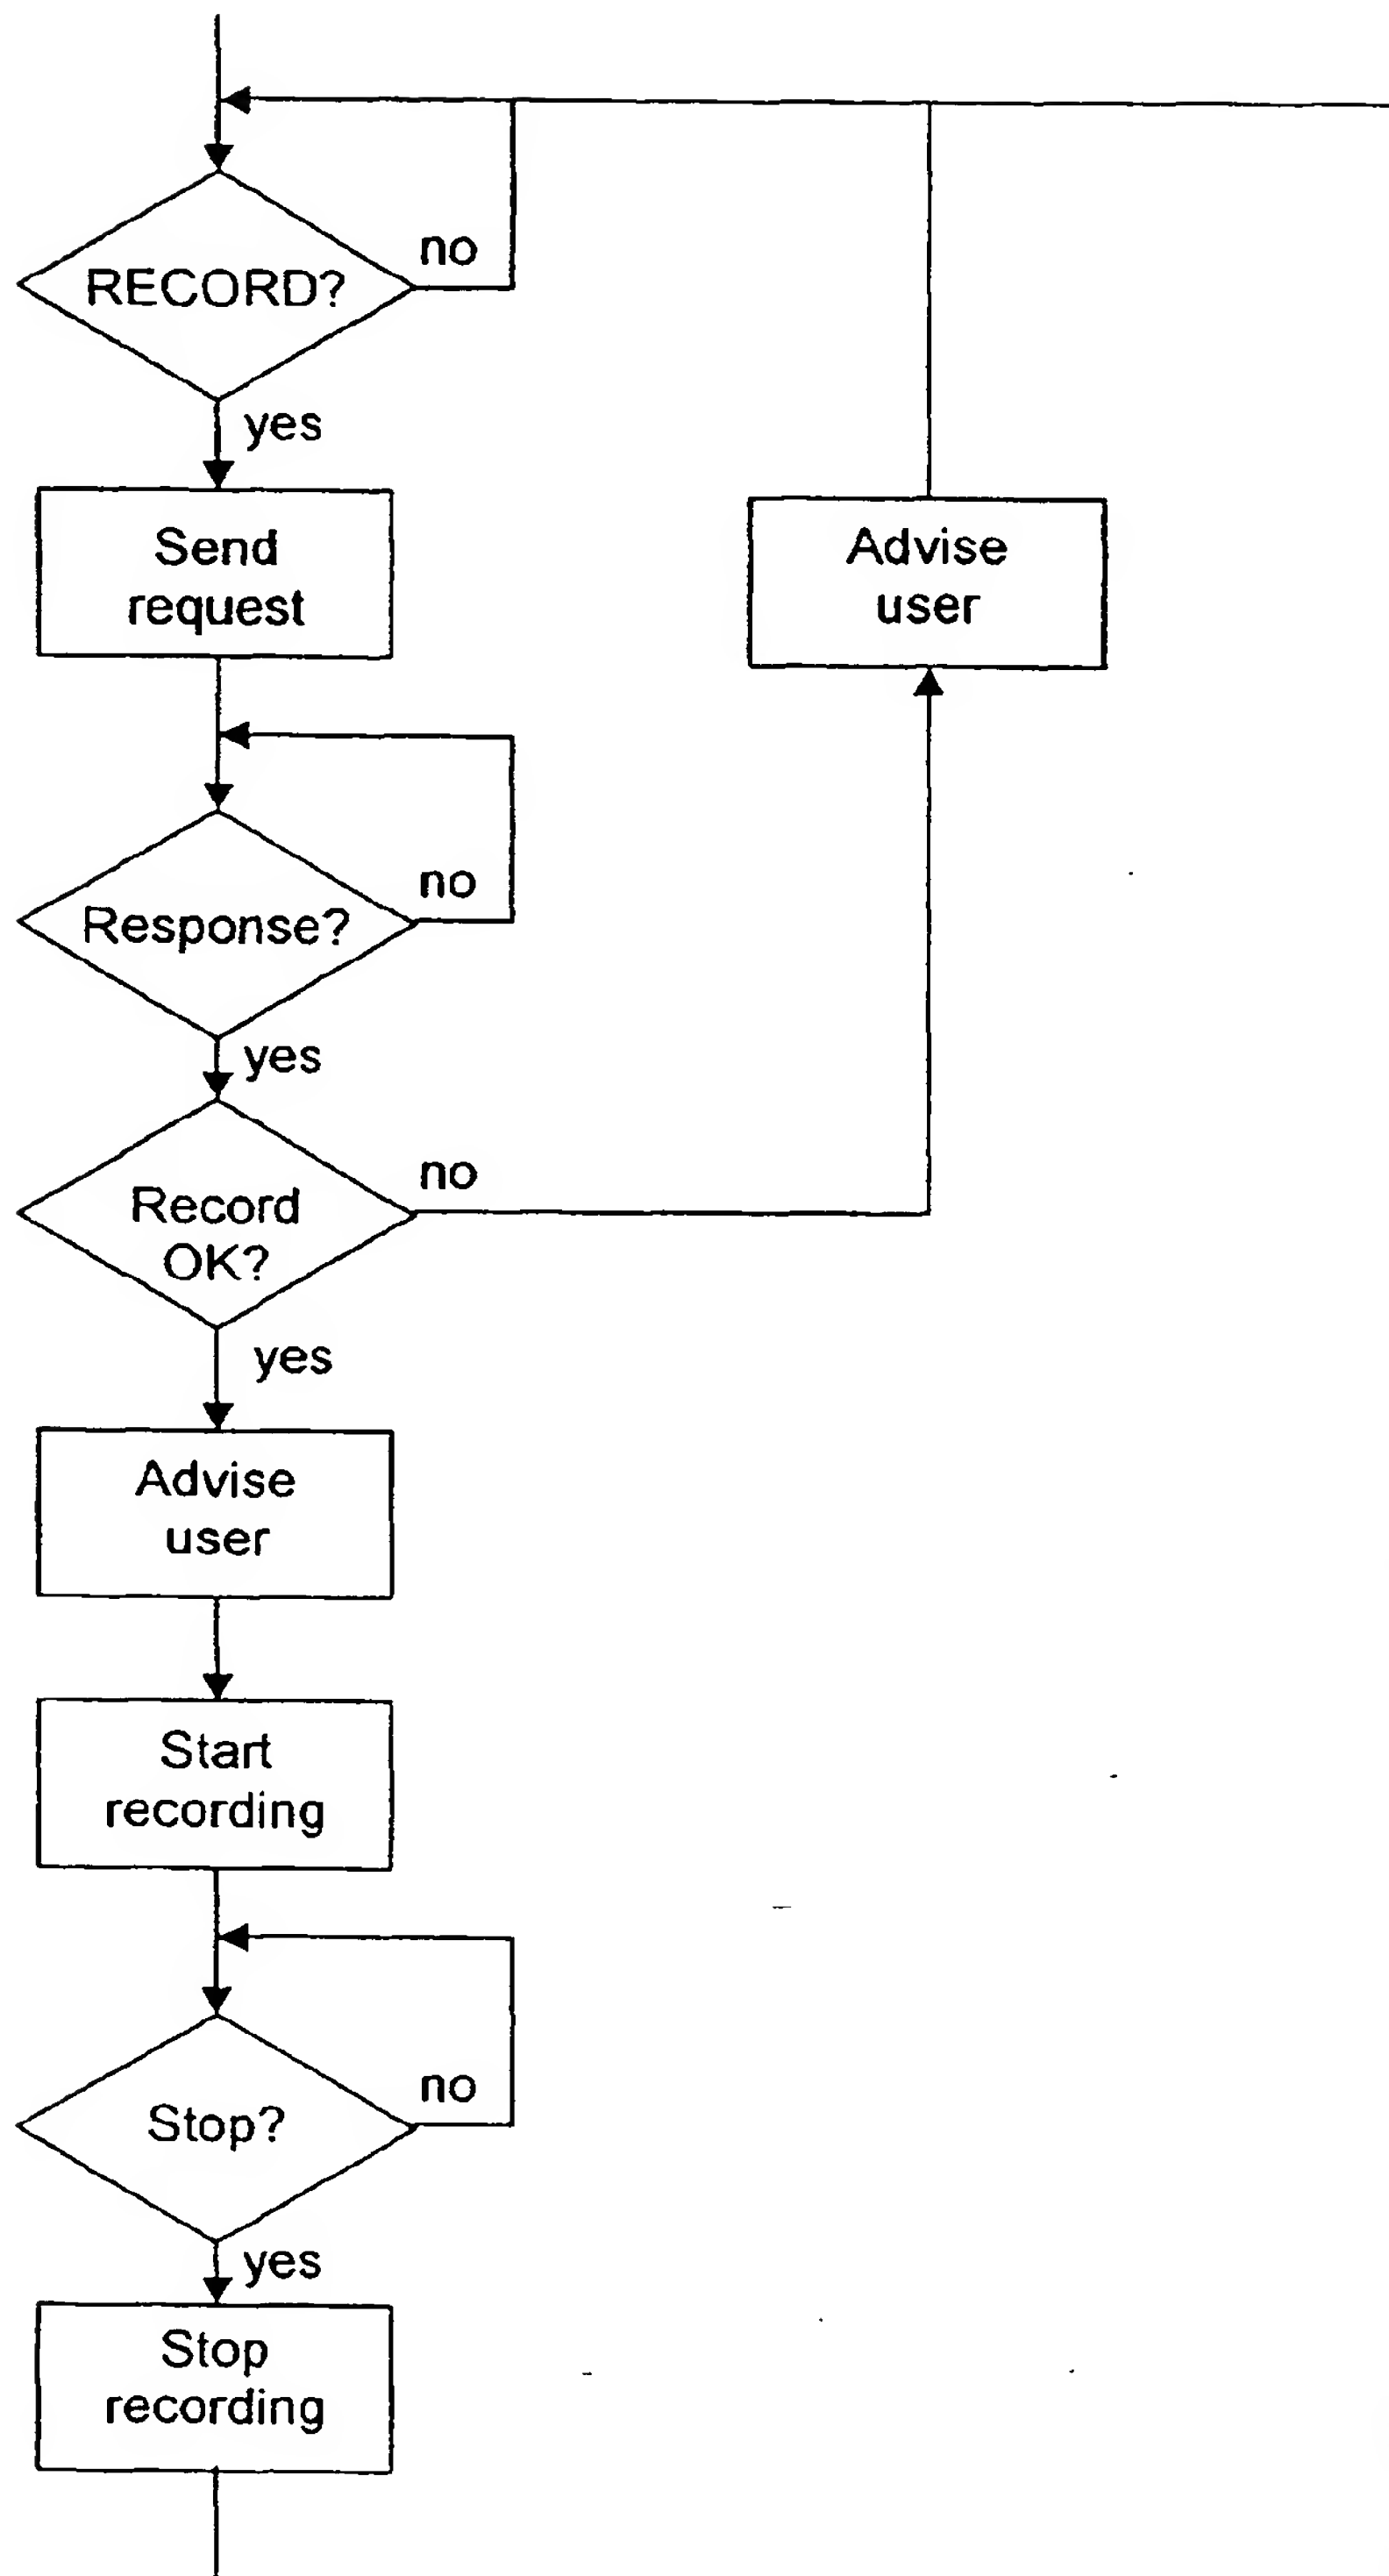 no
RECORD?
yes
Send
request
Advise
user
no
Response?
yes
no
Record
OK?
yes
Advise
user
Start
recording
no
Stop?
yes
Stop
recording